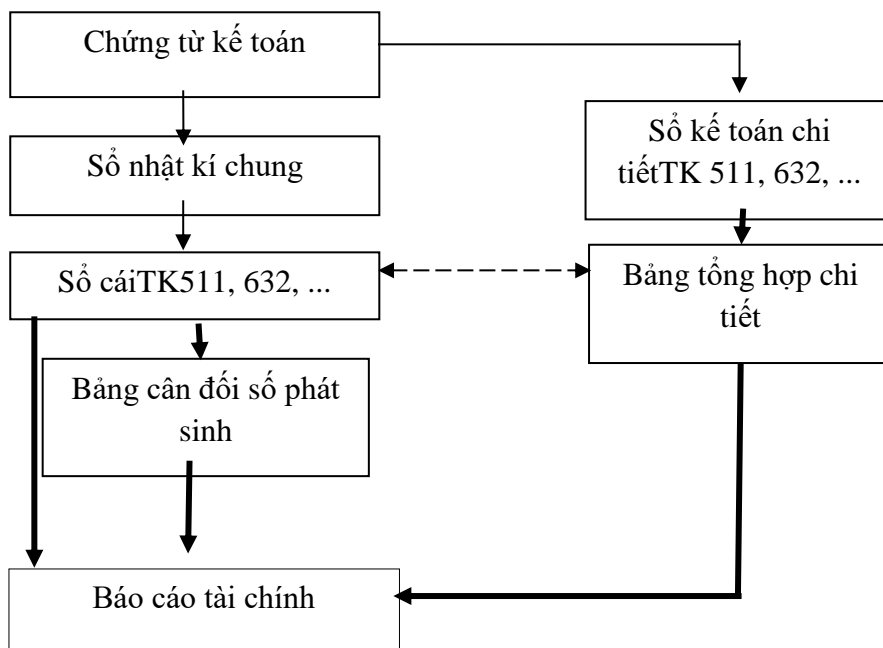 Chứng từ kế toán
Sổ kế toán chi
tiếtTK 511, 632, ...
Sổ nhật kí chung
Sổ cáiTK511, 632, ...
Bảng tổng hợp chi
tiết
Bảng cân đối số phát
sinh
Báo cáo tài chính